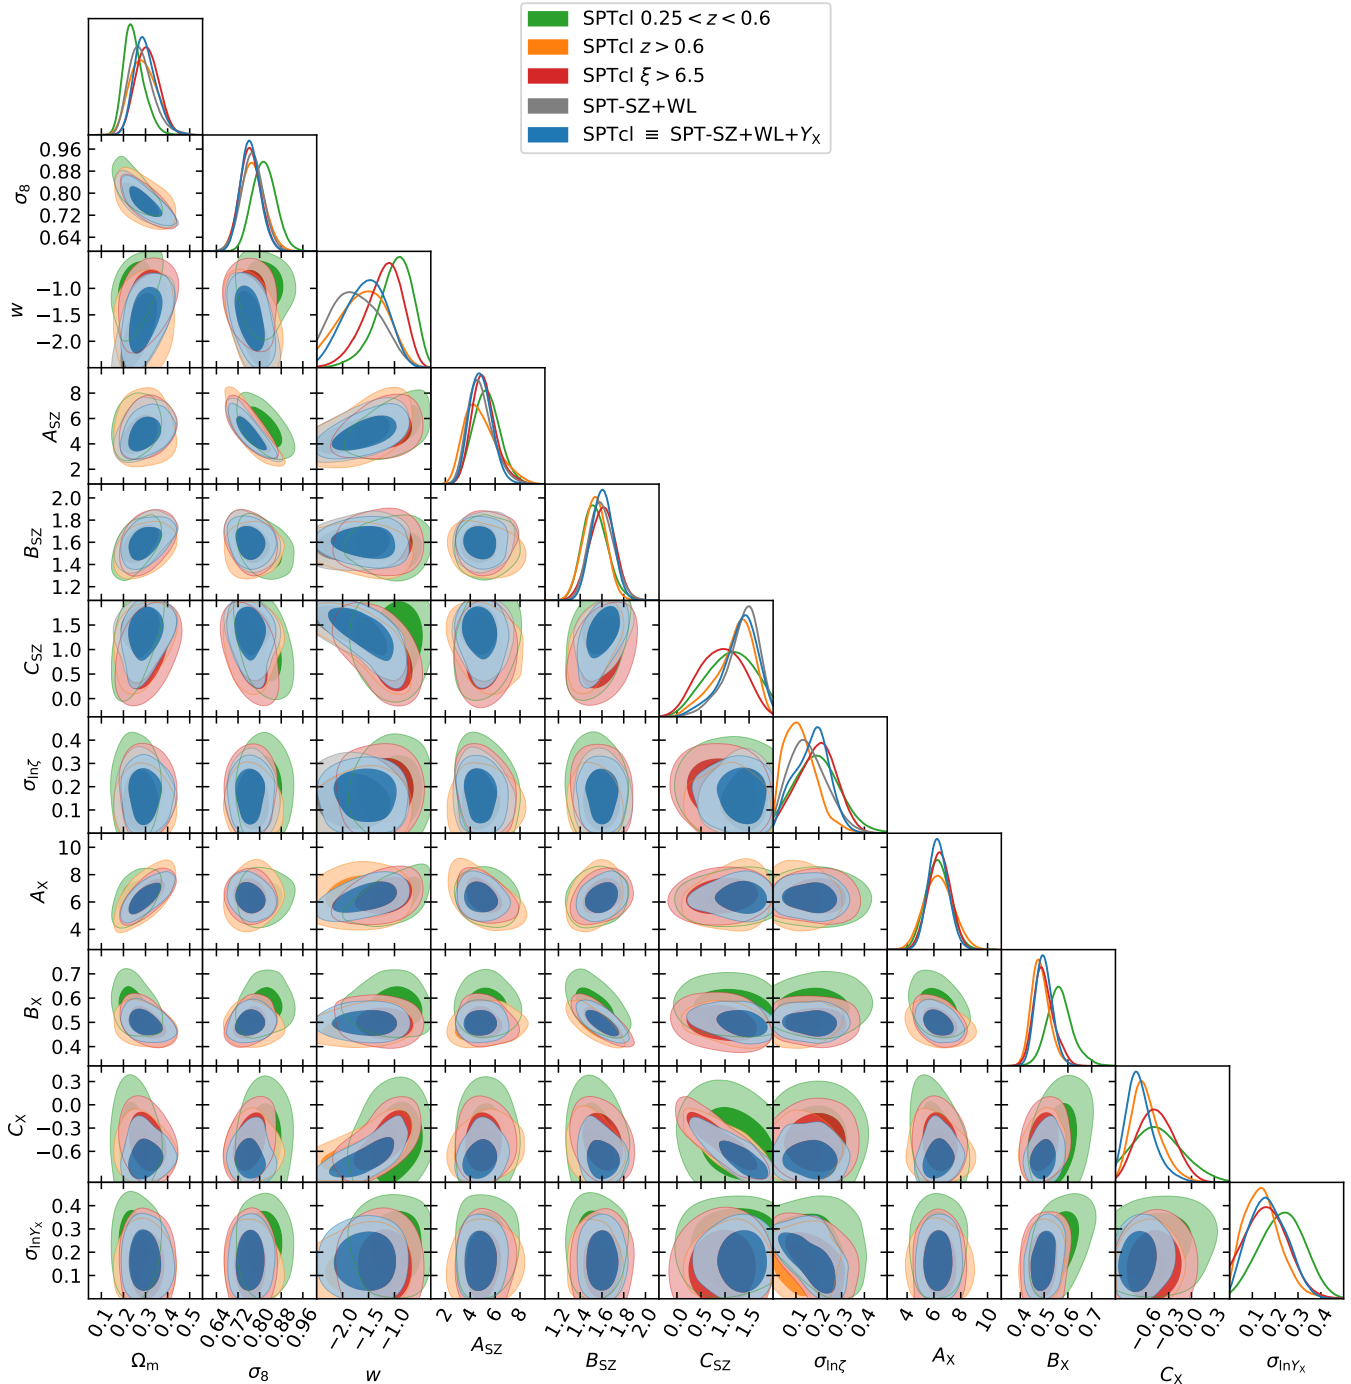 SPTcl 0.25 < z < 0.6
SPTcl z > 0.6
SPTcl ξ > 6.5
SPT-SZ+WL
SPTcl ≡ SPT-SZ+WL+Y_X
σ_8
0.96
0.88
0.80
0.72
0.64
w
−1.0
−1.5
−2.0
A_SZ
8
6
4
2
B_SZ
2.0
1.8
1.6
1.4
1.2
C_SZ
1.5
1.0
0.5
0.0
σ_lnζ
0.4
0.3
0.2
0.1
A_X
10
8
6
4
B_X
0.7
0.6
0.5
0.4
C_X
0.3
0.0
−0.3
−0.6
σ_lnY_X
0.4
0.3
0.2
0.1
0.1 0.2 0.3 0.4 0.5 0.64 0.72 0.80 0.88 0.96 −2.0 −1.5 −1.0 2 4 6 8 1.2 1.4 1.6 1.8 2.0 0.0 0.5 1.0 1.5 0.1 0.2 0.3 0.4 4 6 8 10 0.4 0.5 0.6 0.7 −0.6 −0.3 0.0 0.3 0.1 0.2 0.3 0.4
Ω_m σ_8 w A_SZ B_SZ C_SZ σ_lnζ A_X B_X C_X σ_lnY_X